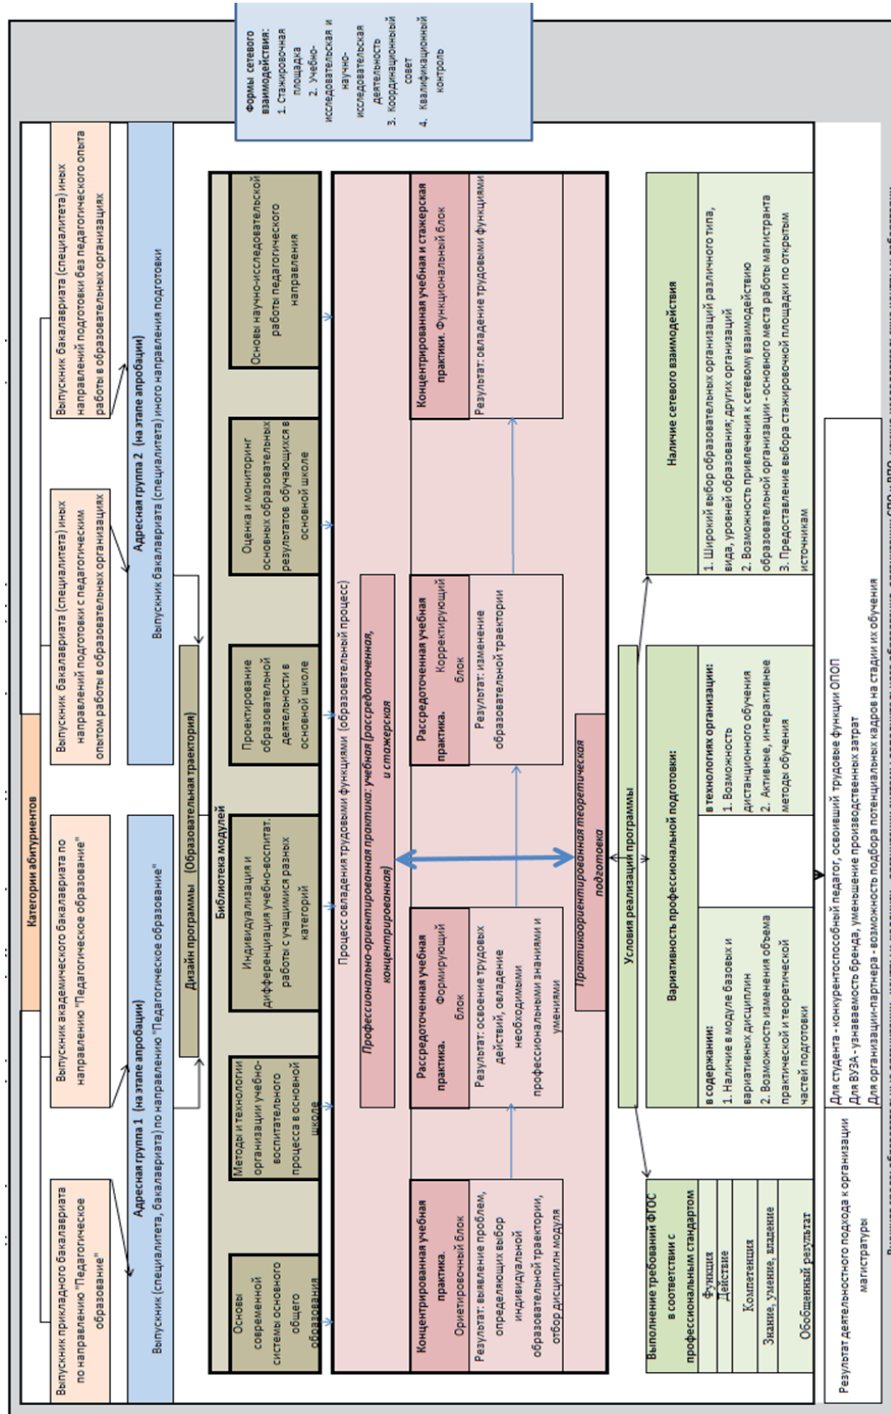 Категории абитуриентов
Выпускник прикладного бакалавриата
по направлению "Педагогическое
образование"
Выпускник академического бакалавриата по
направлению "Педагогическое образование"
Выпускник бакалавриата (специалитета) иных
направлений подготовки с педагогическим
опытом работы в образовательных организациях
Выпускник бакалавриата (специалитета) иных
направлений подготовки без педагогического опыта
работы в образовательных организациях
Адресная группа 1 (на этапе апробации)
Выпускник (специалитета, бакалавриата) по направлению "Педагогическое образование"
Адресная группа 2 (на этапе апробации)
Выпускник бакалавриата (специалитета) иного направления подготовки
Формы сетевого
взаимодействия:
1. Стажировочная
площадка
2. Учебно-
исследовательская и
научно-
исследовательская
деятельность
3. Координационный
совет
4. Квалификационный
контроль
Дизайн программы (Образовательная траектория)
Библиотека модулей
Основы
современной
системы основного
общего
образования
Методы и технологии
организации учебно-
воспитательного
процесса в основной
школе
Индивидуализация и
дифференциация учебно-воспитат.
работы с учащимися разных
категорий
Проектирование
образовательной
деятельности в
основной школе
Оценка и мониторинг
основных образовательных
результатов обучающихся в
основной школе
Основы научно-исследовательской
работы педагогического
направления
Процесс овладения трудовыми функциями (образовательный процесс)
Профессионально-ориентированная практика: учебная (рассредоточенная,
концентрированная) и стажерская
Концентрированная учебная
практика.
Ориетировочный блок
Результат: выявление проблем,
определяющих выбор
индивидуальной
образовательной траектории,
отбор дисциплин модуля
Рассредоточенная учебная
практика. Формирующий
блок
Результат: освоение трудовых
действий, овладение
необходимыми
профессиональными знаниями и
умениями
Рассредоточенная учебная
практика. Корректирующий
блок
Результат: изменение
образовательной траектории
Концентрированная учебная и стажерская
практики. Функциональный блок
Результат: овладение трудовыми функциями
Практикоориентированная теоретическая
подготовка
Условия реализации программы
Выполнение требований ФГОС
в соответствии с
профессиональным стандартом
Функция
Действие
Компетенция
Знание, умение, владение
Обобщенный результат
Вариативность профессиональной подготовки:
в содержании:
1. Наличие в модуле базовых и
вариативных дисциплин
2. Возможность изменения объема
практической и теоретической
частей подготовки
в технологиях организации:
1. Возможность
дистанционного обучения
2. Активные, интерактивные
методы обучения
Наличие сетевого взаимодействия
1. Широкий выбор образовательных организаций различного типа,
вида, уровней образования; других организаций
2. Возможность привлечения к сетевому взаимодействию
образовательной организации - основного места работы магистранта
3. Предоставление выбора стажировочной площадки по открытым
источникам
Результат деятельностного подхода к организации
магистратуры
Для студента - конкурентоспособный педагог, освоивший трудовые функции ОПОП
Для ВУЗА - узнаваемость бренда, уменьшение производственных затрат
Для организации-партнера - возможность подбора потенциальных кадров на стадии их обучения